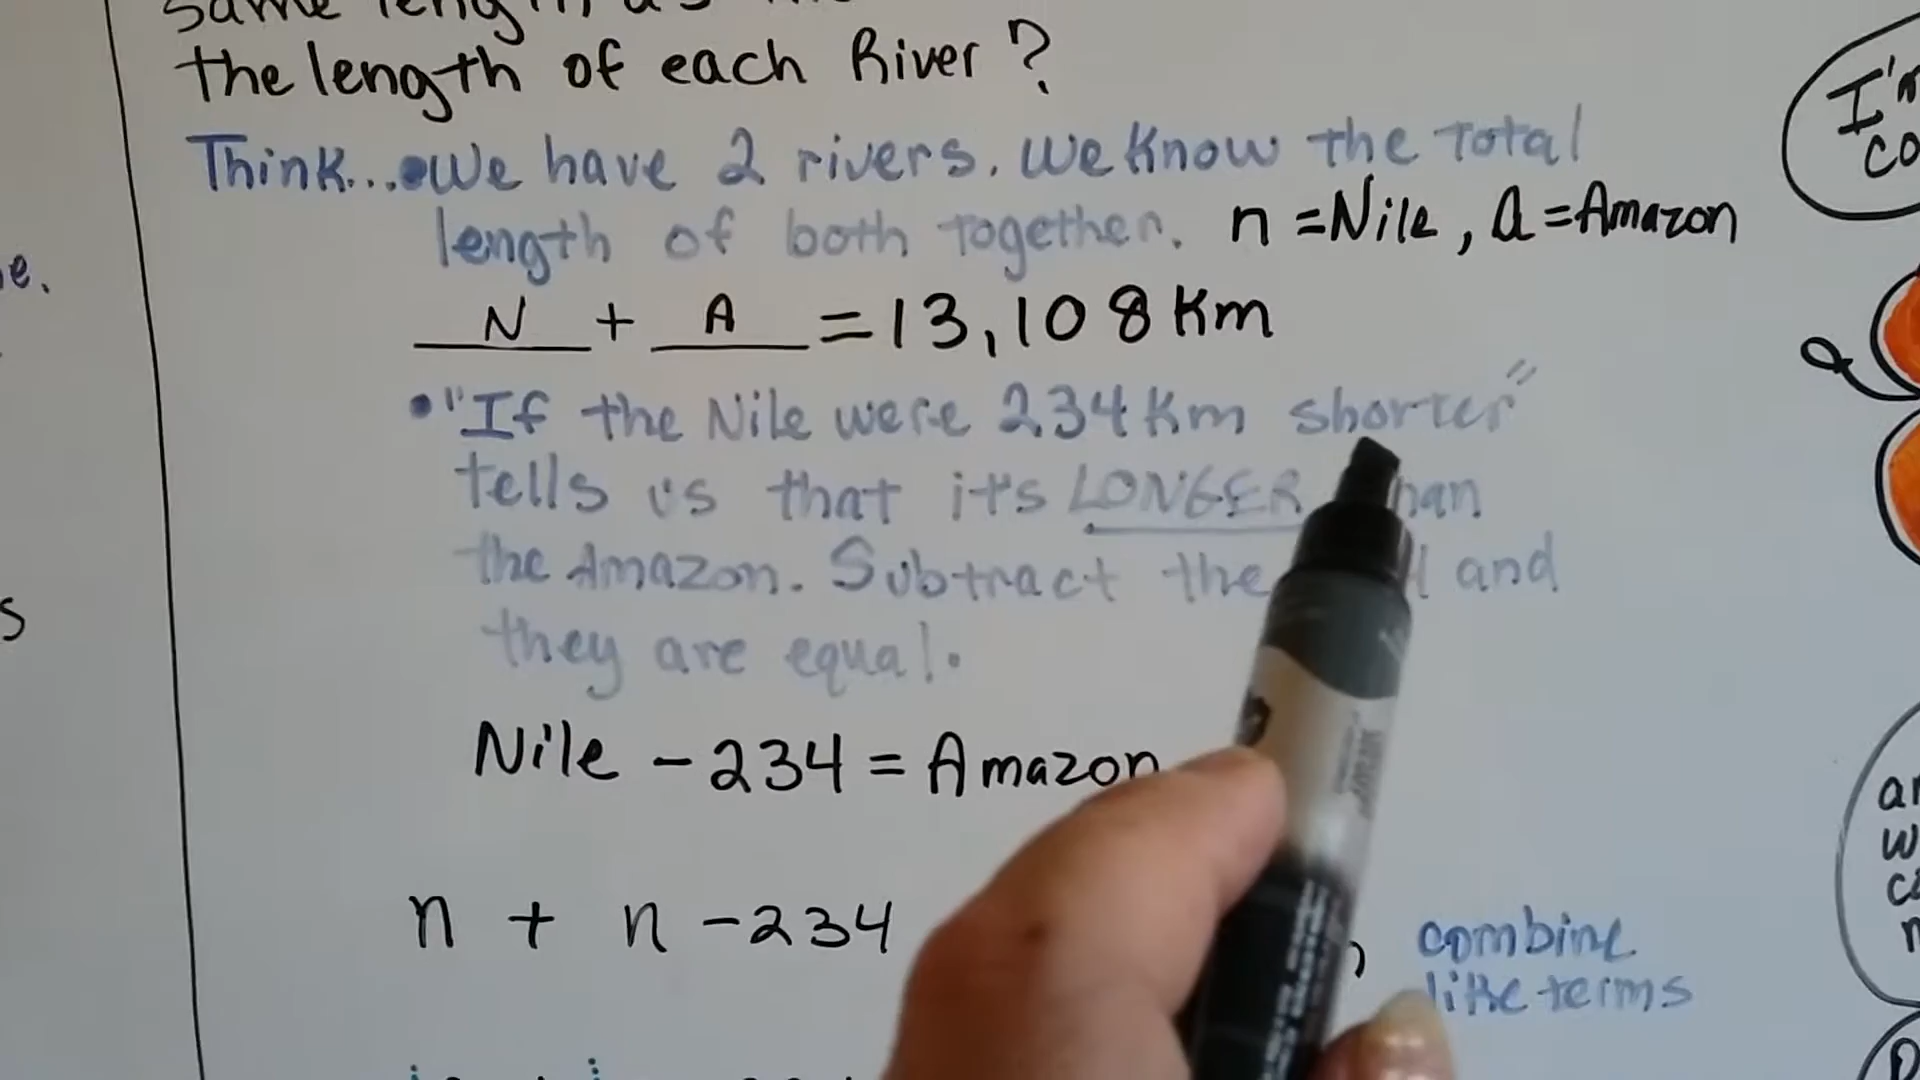 the length of each River?
Think... •We have 2 rivers. We Know the Total
length of both together. n = Nile, a = Amazon
N + A = 13,108 Km
• "If the Nile were 234 Km shorter"
tells us that it's LONGER
the Amazon. Subtract the and
they are equal.
Nile - 234 = Amazon
n + n - 234
combine
like terms